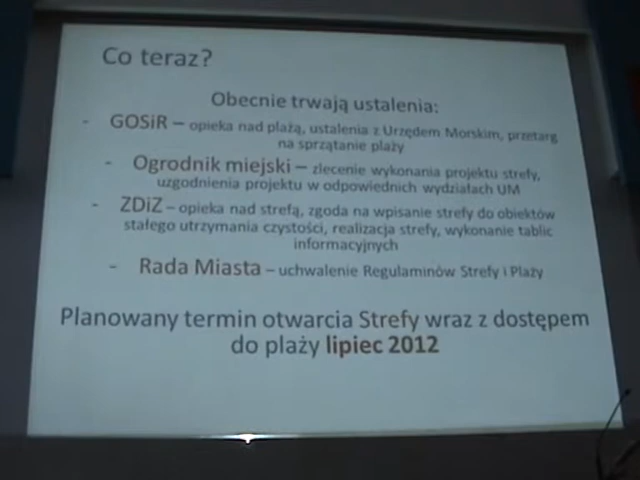 Co teraz?
Obecnie trwają ustalenia:
- GOSiR – opieka nad plażą, ustalenia z Urzędem Morskim, przetarg
na sprzątanie plaży
- Ogrodnik miejski – zlecenie wykonania projektu strefy,
uzgodnienia projektu w odpowiednich wydziałach UM
- ZDiZ – opieka nad strefą, zgoda na wpisanie strefy do obiektów
stałego utrzymania czystości, realizacja strefy, wykonanie tablic
informacyjnych
- Rada Miasta – uchwalenie Regulaminów Strefy i Plaży
Planowany termin otwarcia Strefy wraz z dostępem
do plaży lipiec 2012